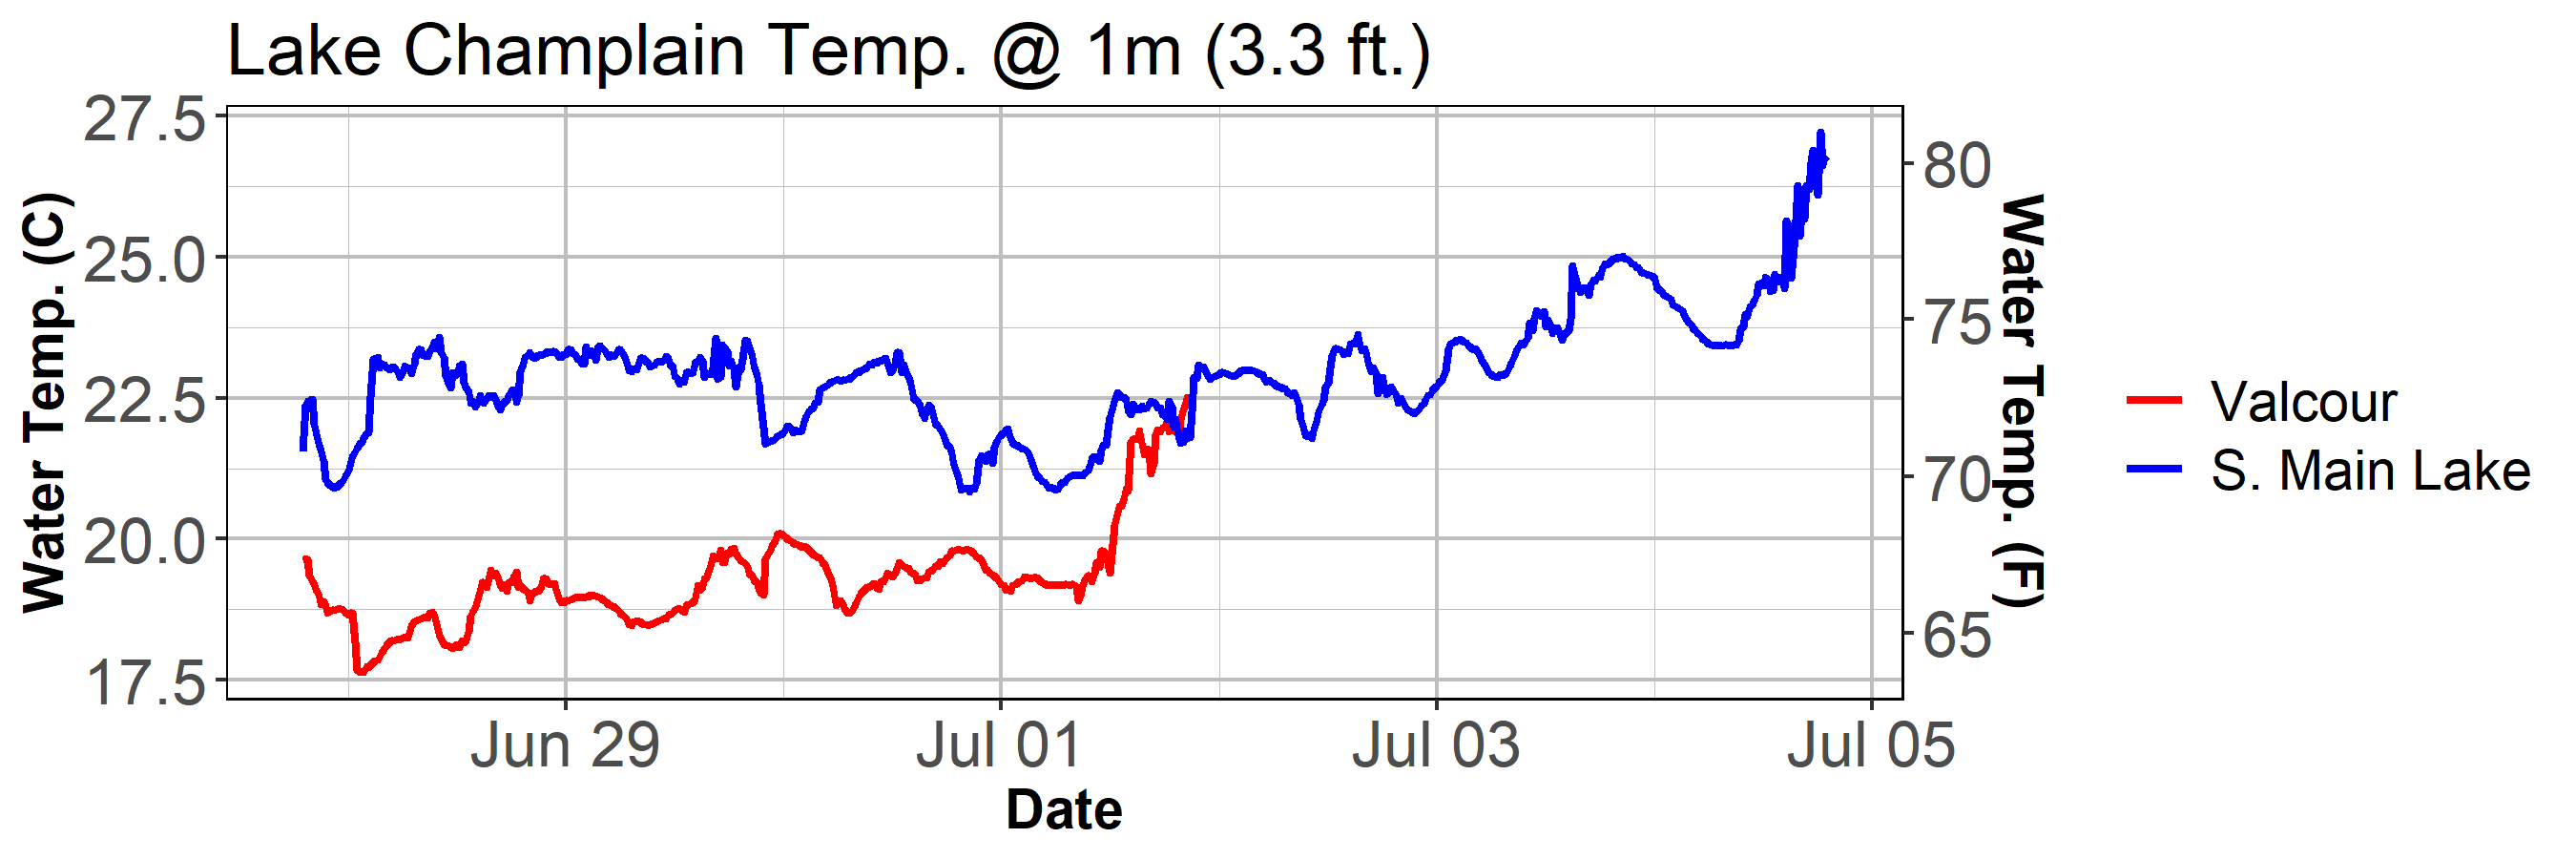 Lake Champlain Temp. @ 1m (3.3 ft.)
Water Temp. (C)
27.5
25.0
22.5
20.0
17.5
80
75
70
65
Water Temp. (F)
Jun 29
Jul 01
Jul 03
Jul 05
Date
Valcour
S. Main Lake